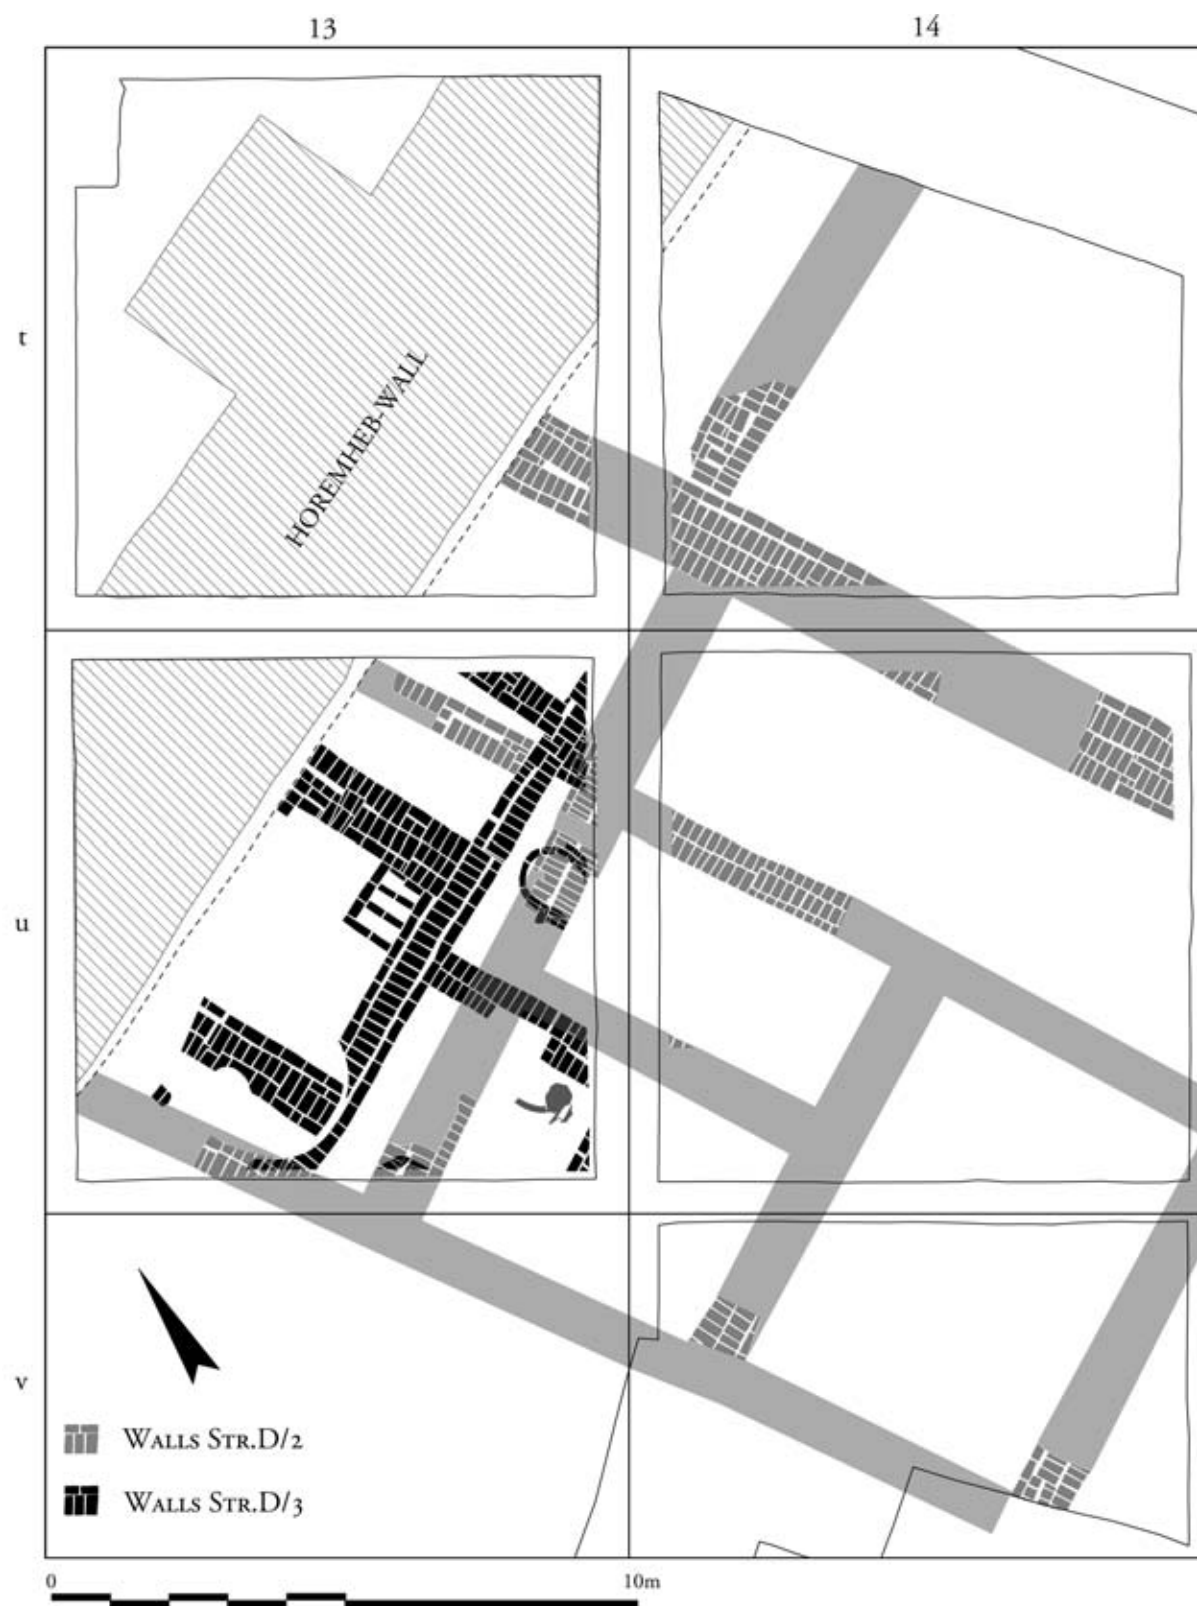 13
14
t
HOREMHEB-WALL
u
v
WALLS STR.D/2
WALLS STR.D/3
0
10m